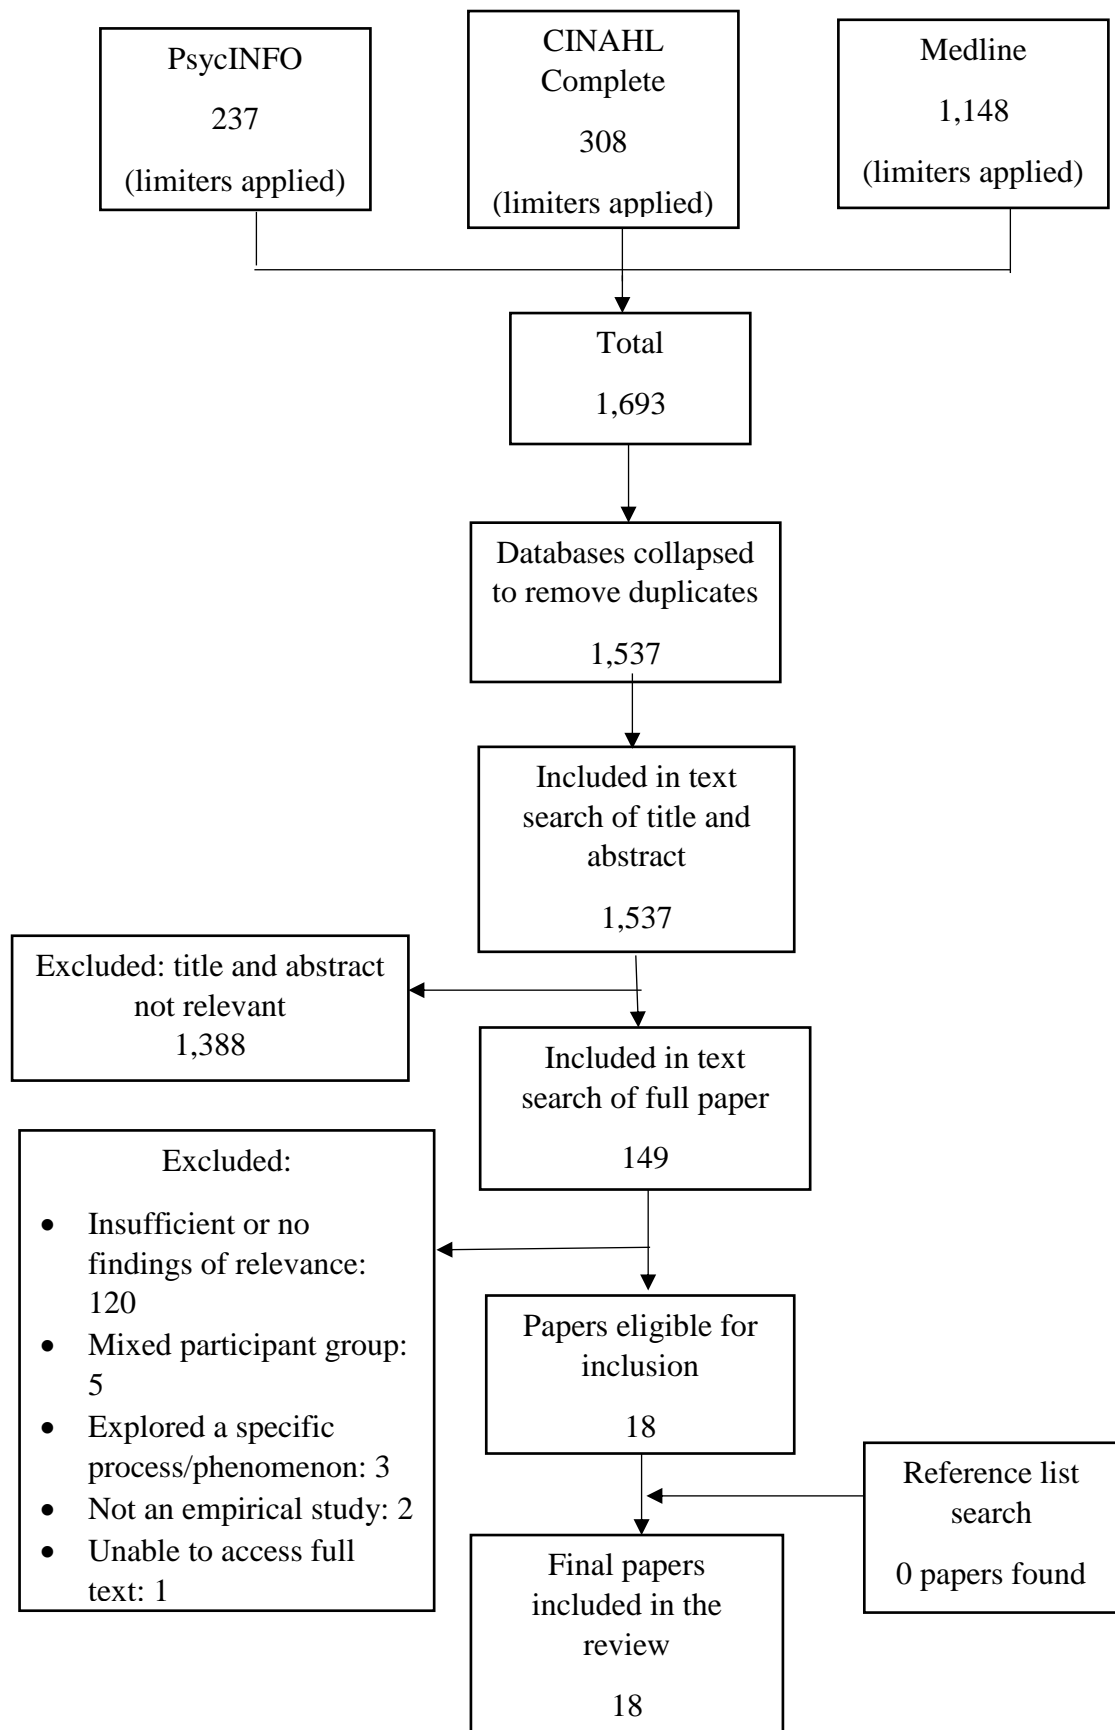 PsycINFO
237
(limiters applied)
CINAHL
Complete
308
(limiters applied)
Medline
1,148
(limiters applied)
Total
1,693
Databases collapsed
to remove duplicates
1,537
Included in text
search of title and
abstract
1,537
Excluded: title and abstract
not relevant
1,388
Included in text
search of full paper
149
Excluded:
• Insufficient or no
findings of relevance:
120
• Mixed participant group:
5
• Explored a specific
process/phenomenon: 3
• Not an empirical study: 2
• Unable to access full
text: 1
Papers eligible for
inclusion
18
Reference list
search
0 papers found
Final papers
included in the
review
18